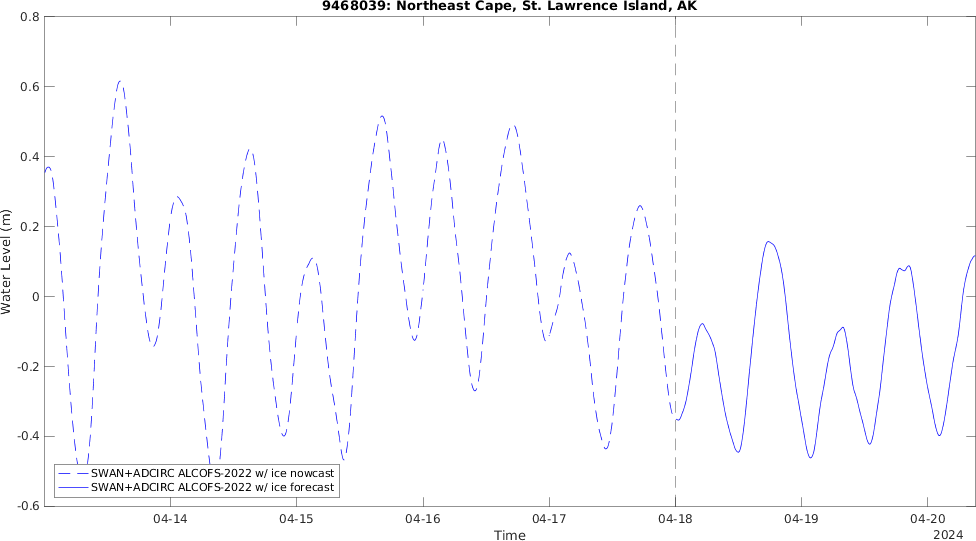 9468039: Northeast Cape, St. Lawrence Island, AK
0.8
0.6
0.4
0.2
0
-0.2
-0.4
-0.6
Water Level (m)
SWAN+ADCIRC ALCOFS-2022 w/ ice nowcast
SWAN+ADCIRC ALCOFS-2022 w/ ice forecast
04-14 04-15 04-16 04-17 04-18 04-19 04-20
Time
2024